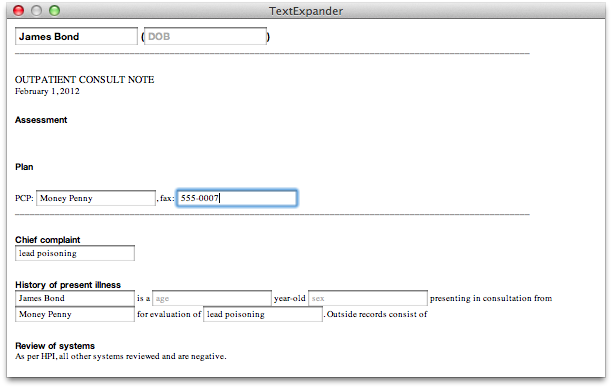 TextExpander
James Bond (DOB)
OUTPATIENT CONSULT NOTE
February 1, 2012
Assessment
Plan
PCP: Money Penny, fax: 555-0007
Chief complaint
lead poisoning
History of present illness
James Bond is a age year-old sex presenting in consultation from
Money Penny for evaluation of lead poisoning. Outside records consist of
Review of systems
As per HPI, all other systems reviewed and are negative.